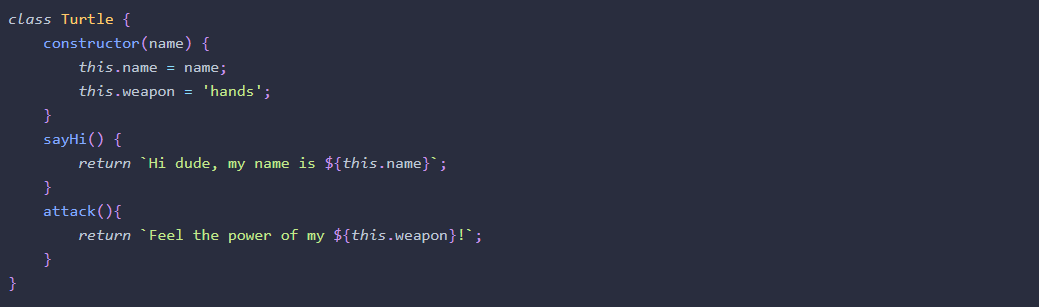 class Turtle {
    constructor(name) {
        this.name = name;
        this.weapon = 'hands';
    }
    sayHi() {
        return `Hi dude, my name is ${this.name}`;
    }
    attack(){
        return `Feel the power of my ${this.weapon}!`;
    }
}